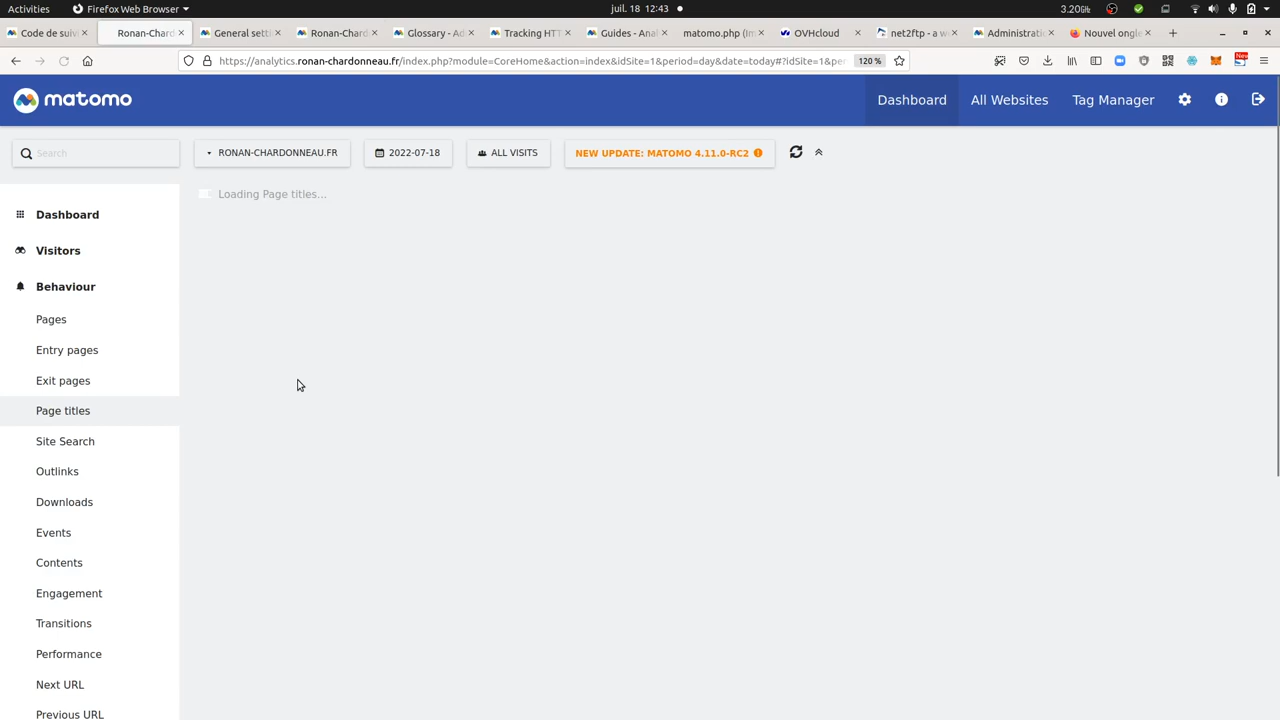 Activities
Firefox Web Browser
juil. 18 12:43
3.20 GHz
Code de suivi
Ronan-Chard
General setti
Ronan-Chard
Glossary - Ad
Tracking HTT
Guides - Anal
matomo.php (Im
OVHcloud
net2ftp - a we
Administrati
Nouvel ongle
https://analytics.ronan-chardonneau.fr/index.php?module=CoreHome&action=index&idSite=1&period=day&date=today#?idSite=1&per
120 %
New
matomo
Dashboard
All Websites
Tag Manager
Search
RONAN-CHARDONNEAU.FR
2022-07-18
ALL VISITS
NEW UPDATE: MATOMO 4.11.0-RC2
Loading Page titles...
Dashboard
Visitors
Behaviour
Pages
Entry pages
Exit pages
Page titles
Site Search
Outlinks
Downloads
Events
Contents
Engagement
Transitions
Performance
Next URL
Previous URL